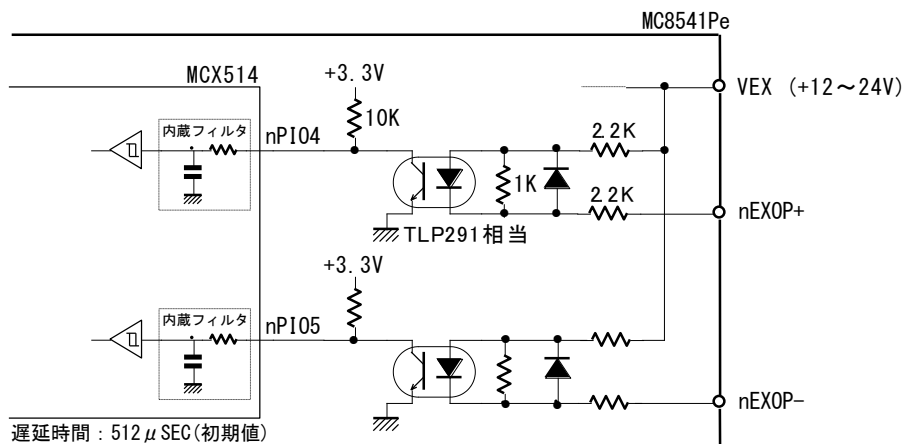 MC8541Pe
MCX514
+3.3V
VEX (+12～24V)
内蔵フィルタ
nPIO4
10K
2.2K
1K
2.2K
nEXOP+
TLP291相当
+3.3V
内蔵フィルタ
nPIO5
nEXOP-
遅延時間：512μSEC(初期値)